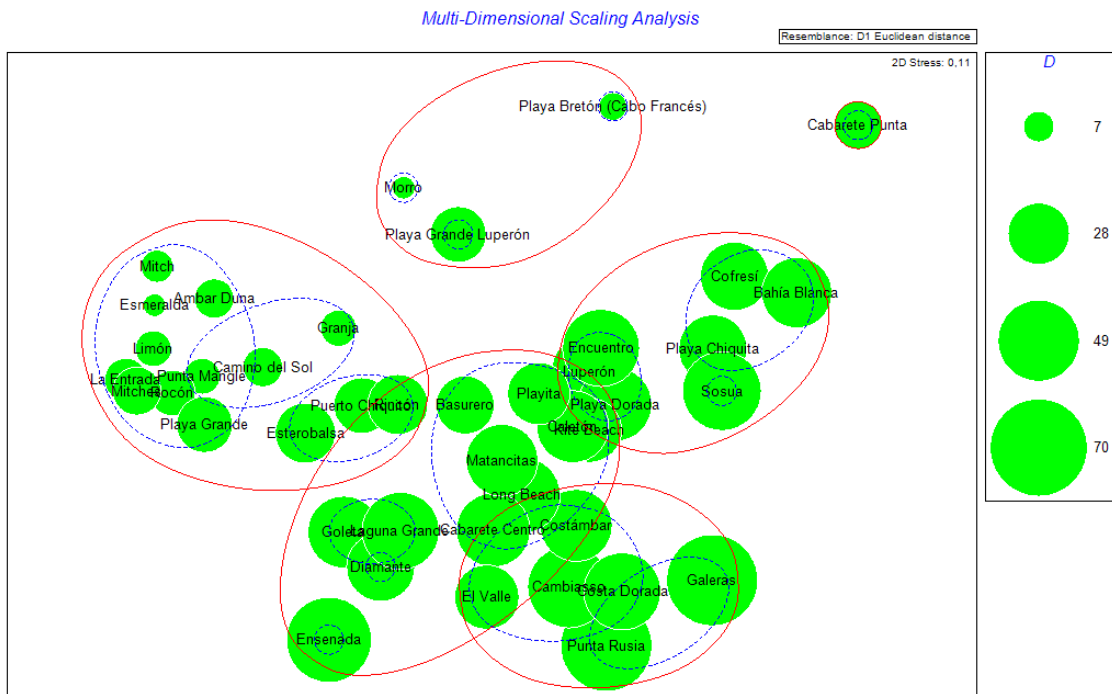 Multi-Dimensional Scaling Analysis
Resemblance: D1 Euclidean distance
2D Stress: 0,11
D
7
28
49
70
Playa Bretón (Cabo Francés)
Cabarete Punta
Morro
Playa Grande Luperón
Mitch
Cofresí
Bahía Blanca
Esmeralda
Ambar Duna
Granja
Limón
Encuentro
Playa Chiquita
Camino del Sol
Luperón
La Entrada
Punta Mangle
Mitches
Rocón
Playita
Sosua
Puerto Chiquito
Rincón
Basurero
Playa Dorada
Playa Grande
Esterobalsa
Caletón
Kite Beach
Matancitas
Long Beach
Goleta
Laguna Grande
Cabarete Centro
Costámbar
Diamante
Cambiasso
Costa Dorada
Galeras
El Valle
Ensenada
Punta Rusia